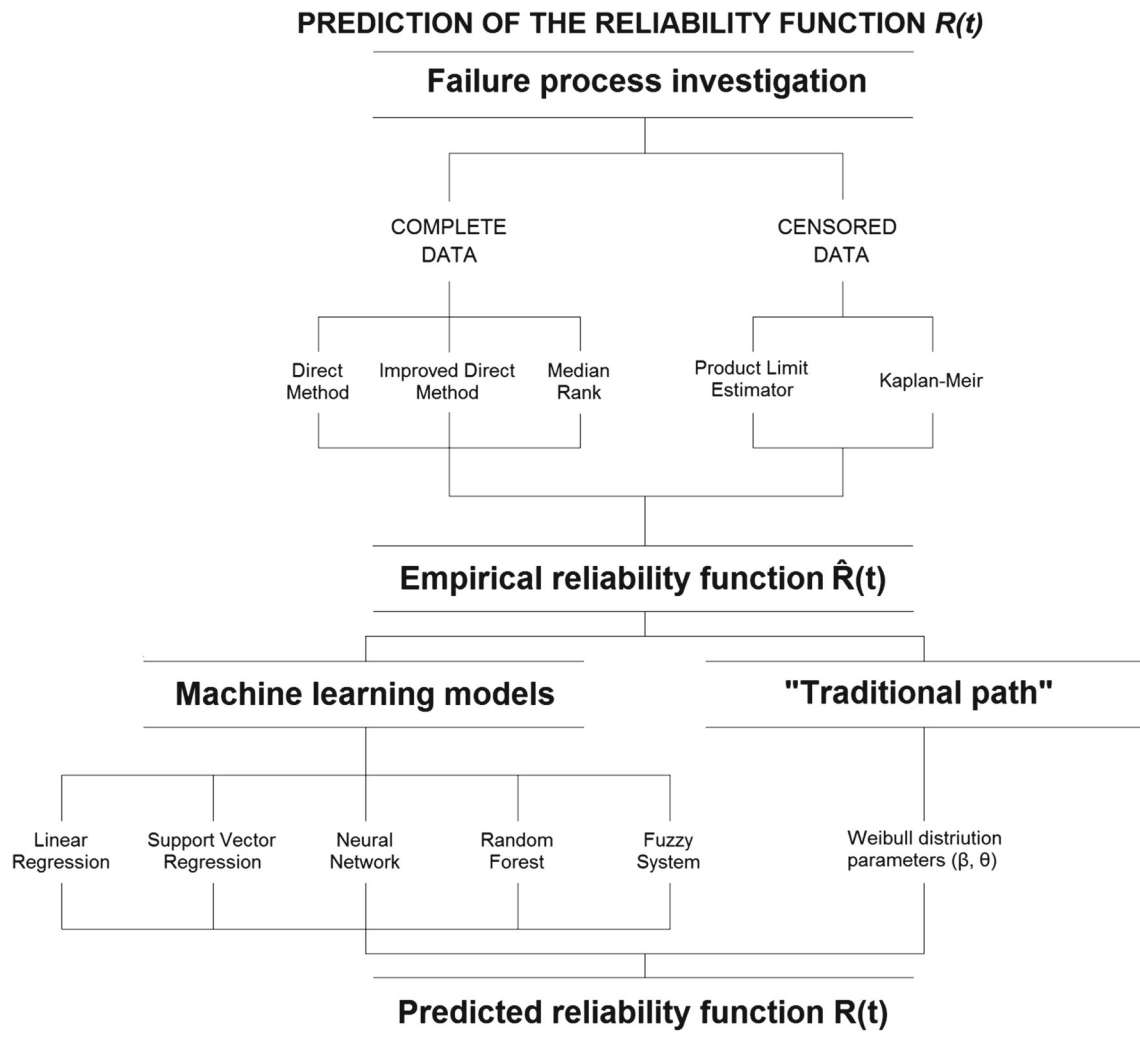 PREDICTION OF THE RELIABILITY FUNCTION R(t)
Failure process investigation
COMPLETE
DATA
CENSORED
DATA
Direct
Method
Improved Direct
Method
Median
Rank
Product Limit
Estimator
Kaplan-Meir
Empirical reliability function R̂(t)
Machine learning models
"Traditional path"
Linear
Regression
Support Vector
Regression
Neural
Network
Random
Forest
Fuzzy
System
Weibull distriution
parameters (β, θ)
Predicted reliability function R(t)